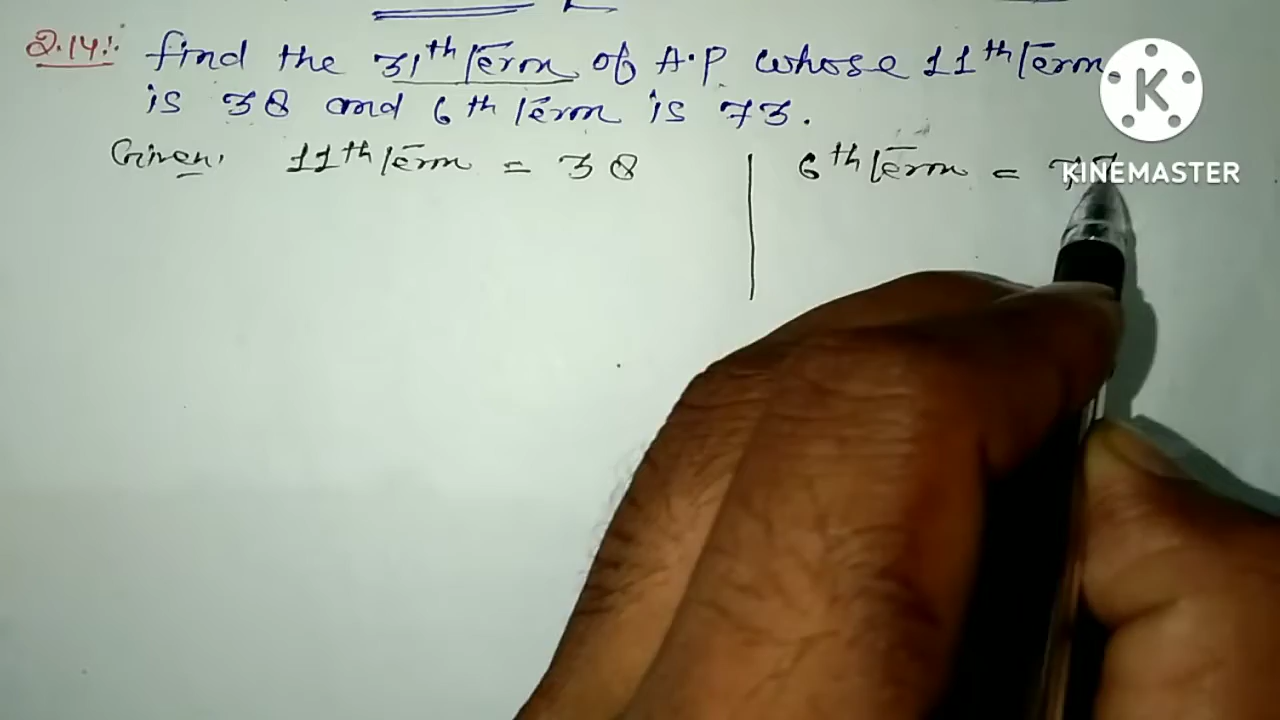 Q.14:. find the 31th term of A.P whose 11th term
is 38 and 6th term is 73.
Given: 11th term = 38 6th term = 73
K
KINEMASTER